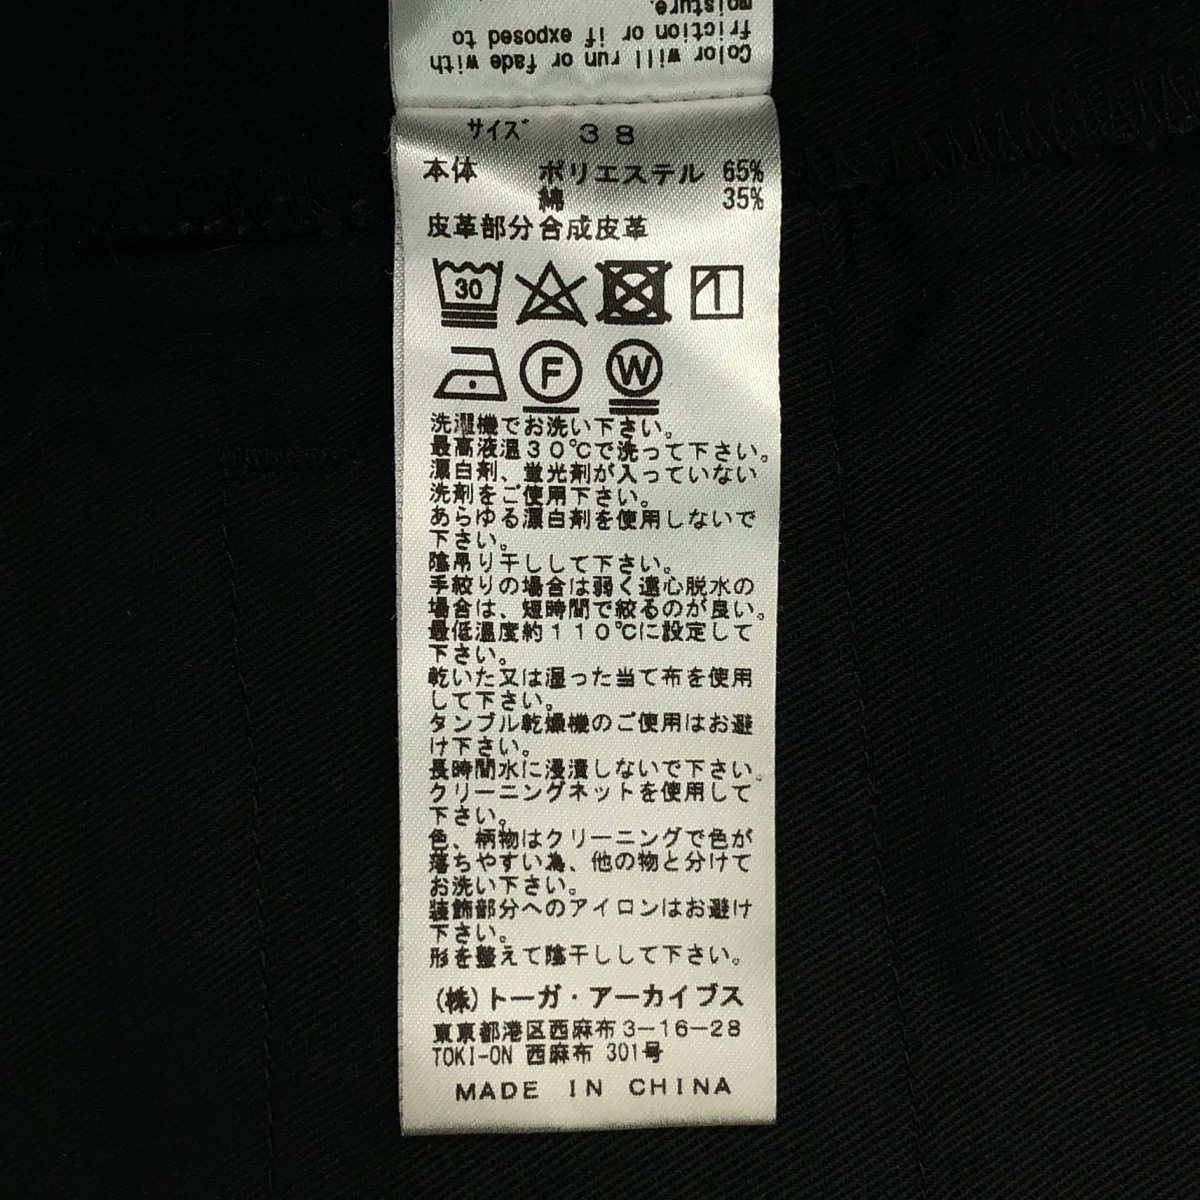 Color will run or fade with
friction or if exposed to
moisture.
サイズ 38
本体 ポリエステル 65%
綿 35%
皮革部分合成皮革
30
F W
洗濯機でお洗い下さい。
最高液温30℃で洗って下さい。
漂白剤、蛍光剤が入っていない
洗剤をご使用下さい。
あらゆる漂白剤を使用しないで
下さい。
陰吊り干しして下さい。
手絞りの場合は弱く遠心脱水の
場合は、短時間で絞るのが良い。
最低温度約110℃に設定して
下さい。
乾いた又は湿った当て布を使用
して下さい。
タンブル乾燥機のご使用はお避
け下さい。
長時間水に浸漬しないで下さい。
クリーニングネットを使用して
下さい。
色、柄物はクリーニングで色が
落ちやすい為、他の物と分けて
お洗い下さい。
装飾部分へのアイロンはお避け
下さい。
形を整えて陰干しして下さい。
(株)トーガ・アーカイブス
東京都港区西麻布3-16-28
TOKI-ON 西麻布 301号
MADE IN CHINA